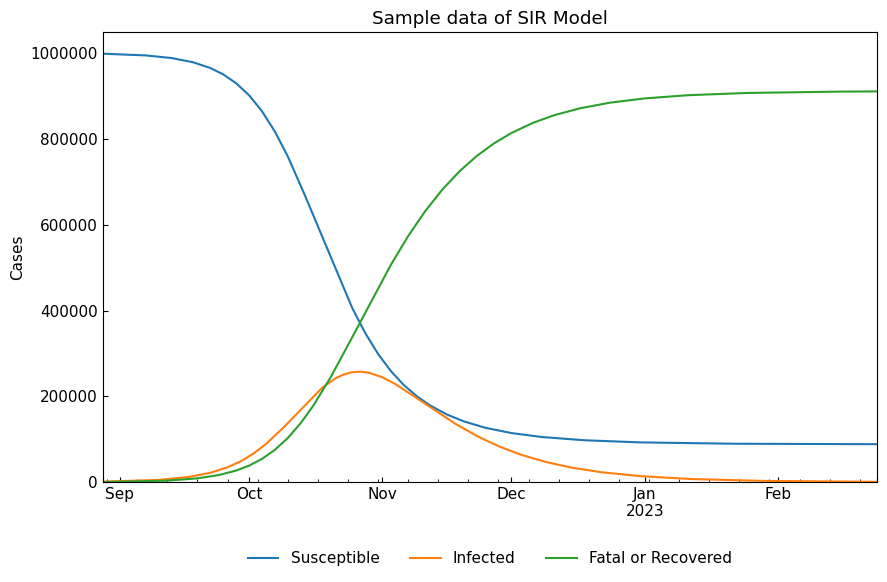 Sample data of SIR Model
1000000
800000
600000
400000
200000
0
Cases
Sep Oct Nov Dec Jan Feb
2023
Susceptible Infected Fatal or Recovered